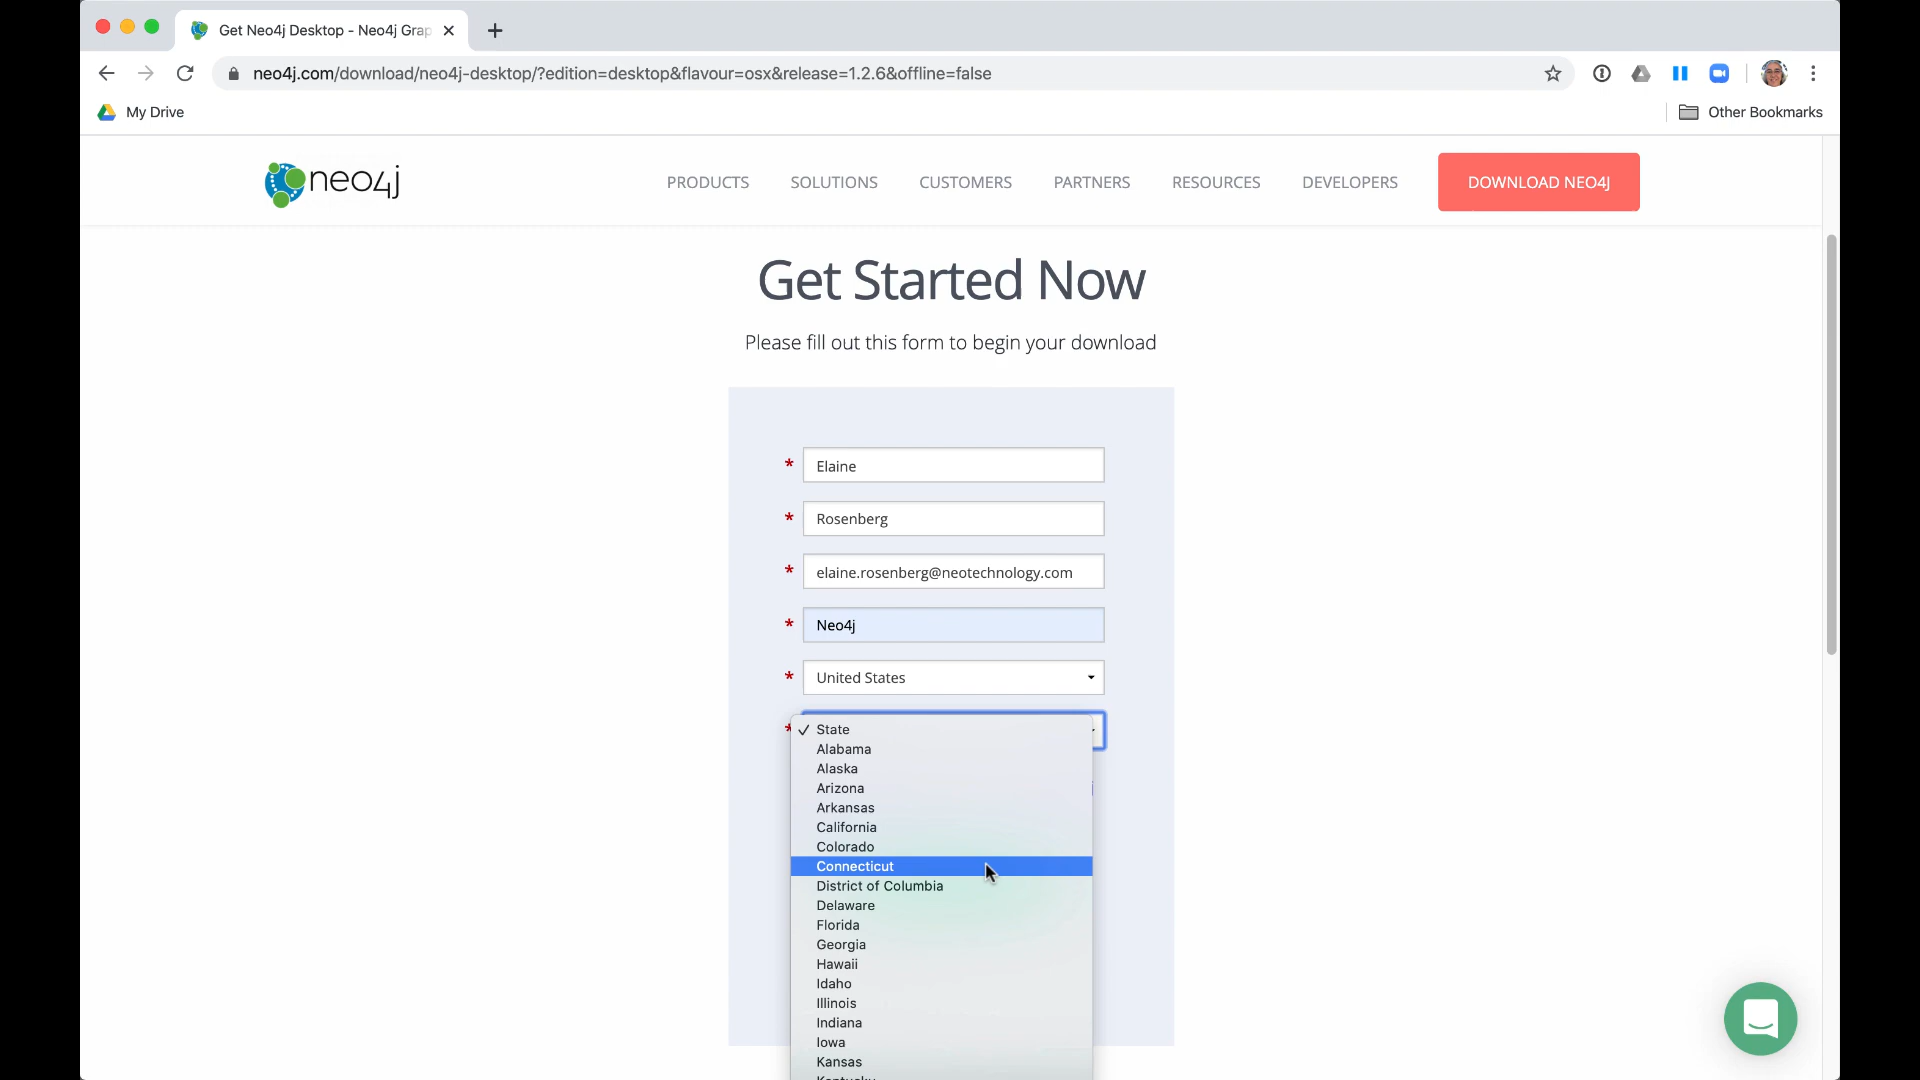 Get Neo4j Desktop - Neo4j Grap
neo4j.com/download/neo4j-desktop/?edition=desktop&flavour=osx&release=1.2.6&offline=false
My Drive
Other Bookmarks
neo4j
PRODUCTS
SOLUTIONS
CUSTOMERS
PARTNERS
RESOURCES
DEVELOPERS
DOWNLOAD NEO4J
Get Started Now
Please fill out this form to begin your download
* Elaine
* Rosenberg
* elaine.rosenberg@neotechnology.com
* Neo4j
* United States
* ✓ State
Alabama
Alaska
Arizona
Arkansas
California
Colorado
Connecticut
District of Columbia
Delaware
Florida
Georgia
Hawaii
Idaho
Illinois
Indiana
Iowa
Kansas